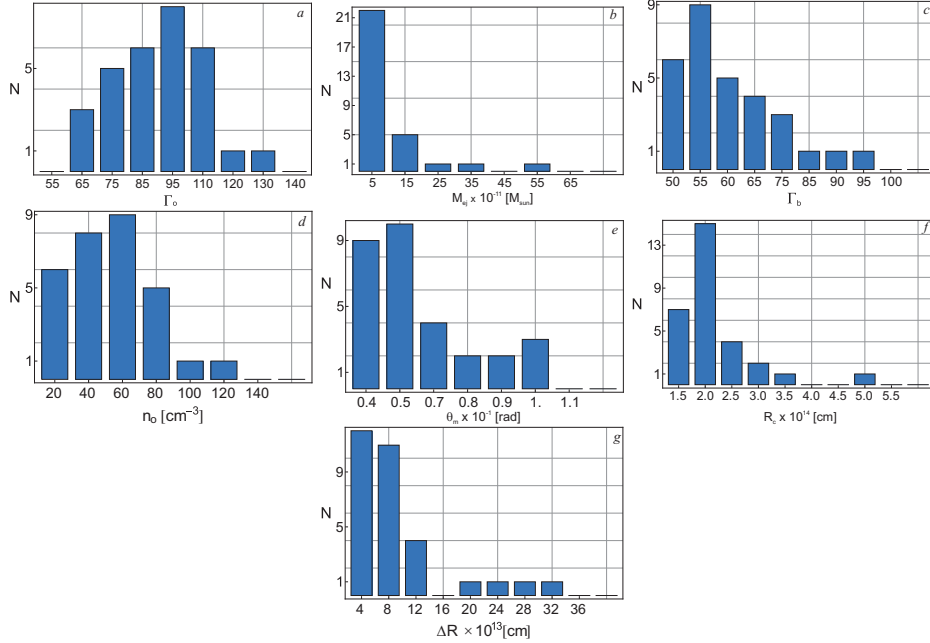 a
N
5
1
55 65 75 85 95 110 120 130 140
Γo
b
N
21
17
13
9
5
1
5 15 25 35 45 55 65
Mej x 10⁻¹¹ [Msun]
c
N
9
5
1
50 55 60 65 75 85 90 95 100
Γb
d
N
9
5
1
20 40 60 80 100 120 140
no [cm⁻³]
e
N
9
5
1
0.4 0.5 0.7 0.8 0.9 1. 1.1
θm x 10⁻¹ [rad]
f
N
13
9
5
1
1.5 2.0 2.5 3.0 3.5 4.0 4.5 5.0 5.5
Rc x 10¹⁴ [cm]
g
N
9
5
1
4 8 12 16 20 24 28 32 36
ΔR × 10¹³ [cm]